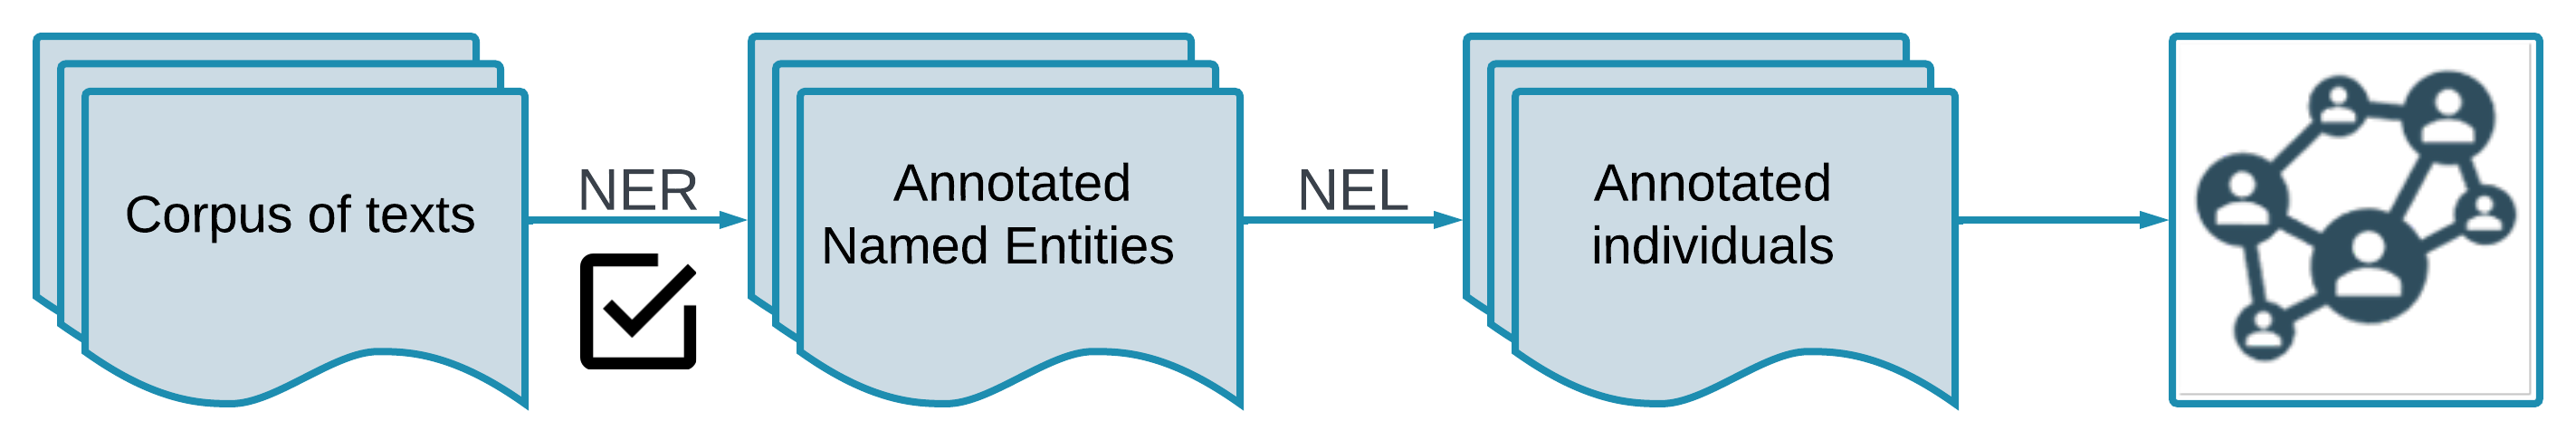 Corpus of texts
NER
Annotated
Named Entities
NEL
Annotated
individuals